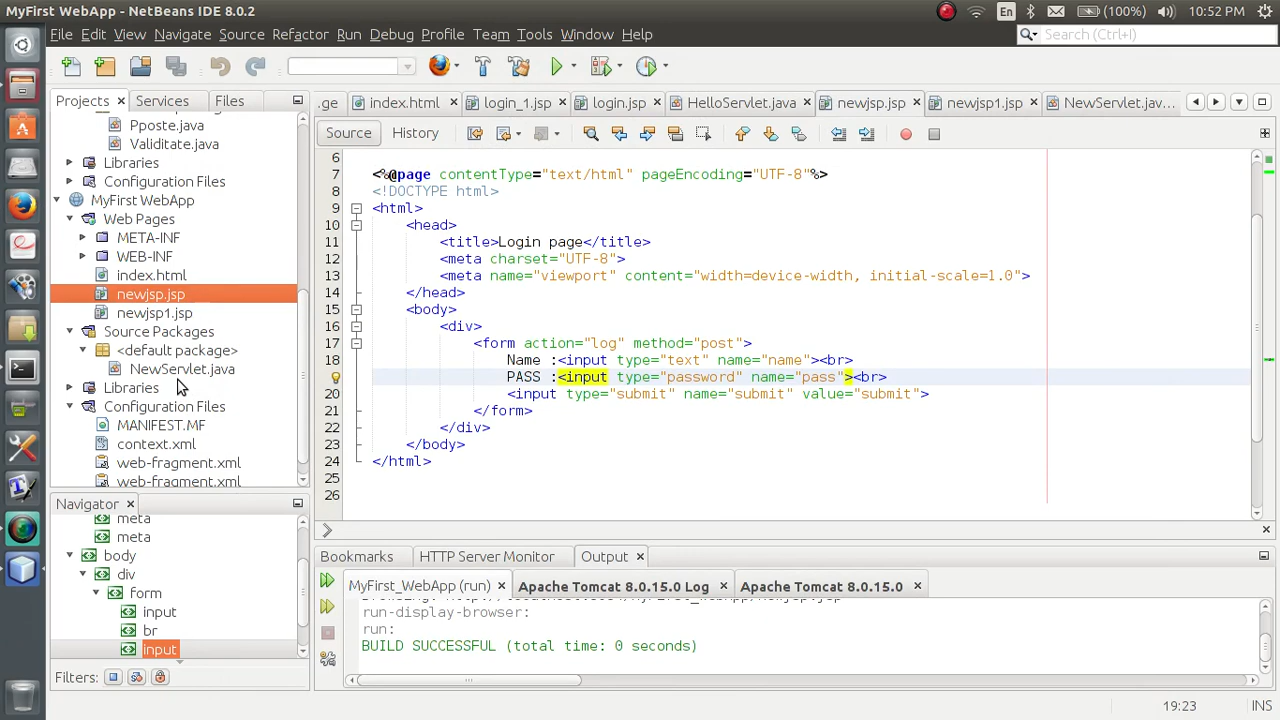 MyFirst WebApp - NetBeans IDE 8.0.2
En
(100%)
10:52 PM
File Edit View Navigate Source Refactor Run Debug Profile Team Tools Window Help
Search (Ctrl+I)
Projects Services Files
.ge index.html login_1.jsp login.jsp HelloServlet.java newjsp.jsp newjsp1.jsp NewServlet.jav...
Source History
Pposte.java
Validitate.java
Libraries
Configuration Files
MyFirst WebApp
Web Pages
META-INF
WEB-INF
index.html
newjsp.jsp
newjsp1.jsp
Source Packages
<default package>
NewServlet.java
Libraries
Configuration Files
MANIFEST.MF
context.xml
web-fragment.xml
web-fragment.xml
6
7 <%@page contentType="text/html" pageEncoding="UTF-8"%>
8 <!DOCTYPE html>
9 <html>
10 <head>
11 <title>Login page</title>
12 <meta charset="UTF-8">
13 <meta name="viewport" content="width=device-width, initial-scale=1.0">
14 </head>
15 <body>
16 <div>
17 <form action="log" method="post">
18 Name :<input type="text" name="name"><br>
PASS :<input type="password" name="pass"><br>
20 <input type="submit" name="submit" value="submit">
21 </form>
22 </div>
23 </body>
24 </html>
25
26
Navigator
meta
meta
body
div
form
input
br
input
Filters:
Bookmarks HTTP Server Monitor Output
MyFirst_WebApp (run) Apache Tomcat 8.0.15.0 Log Apache Tomcat 8.0.15.0
run-display-browser:
run:
BUILD SUCCESSFUL (total time: 0 seconds)
19:23 INS